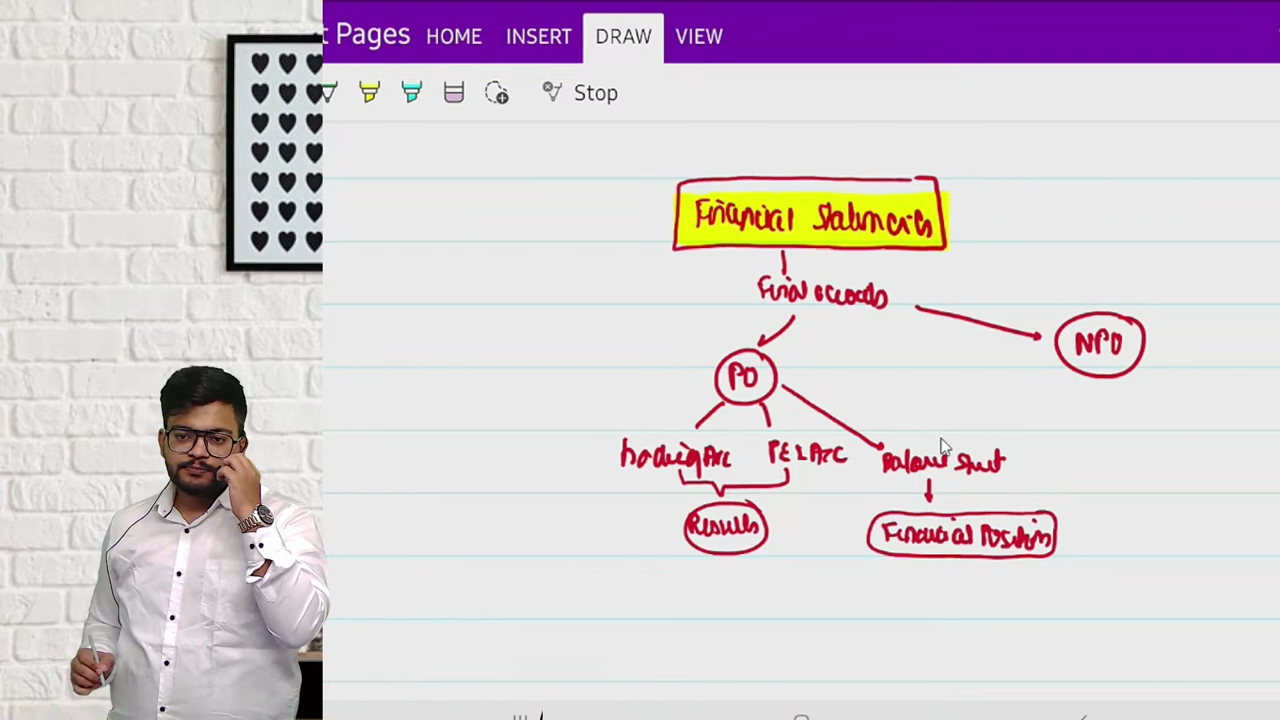 t Pages HOME INSERT DRAW VIEW
Stop
Financial Statements
Final accounts
PO
NPO
Trading A/c P&L A/c Balance Sheet
Results
Financial Position